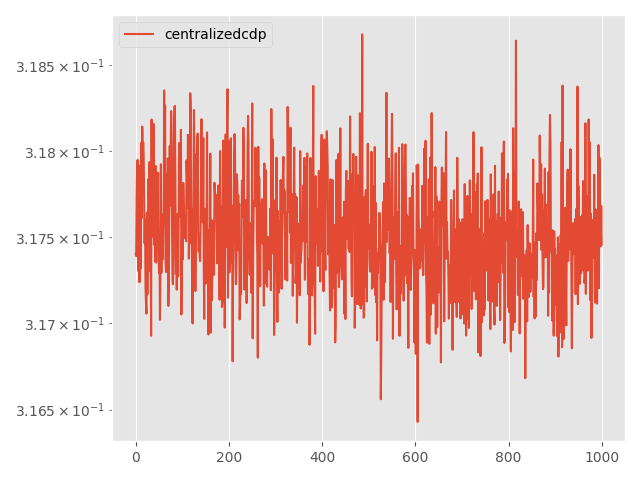 centralizedcdp
3.185 × 10⁻¹
3.18 × 10⁻¹
3.175 × 10⁻¹
3.17 × 10⁻¹
3.165 × 10⁻¹
0 200 400 600 800 1000